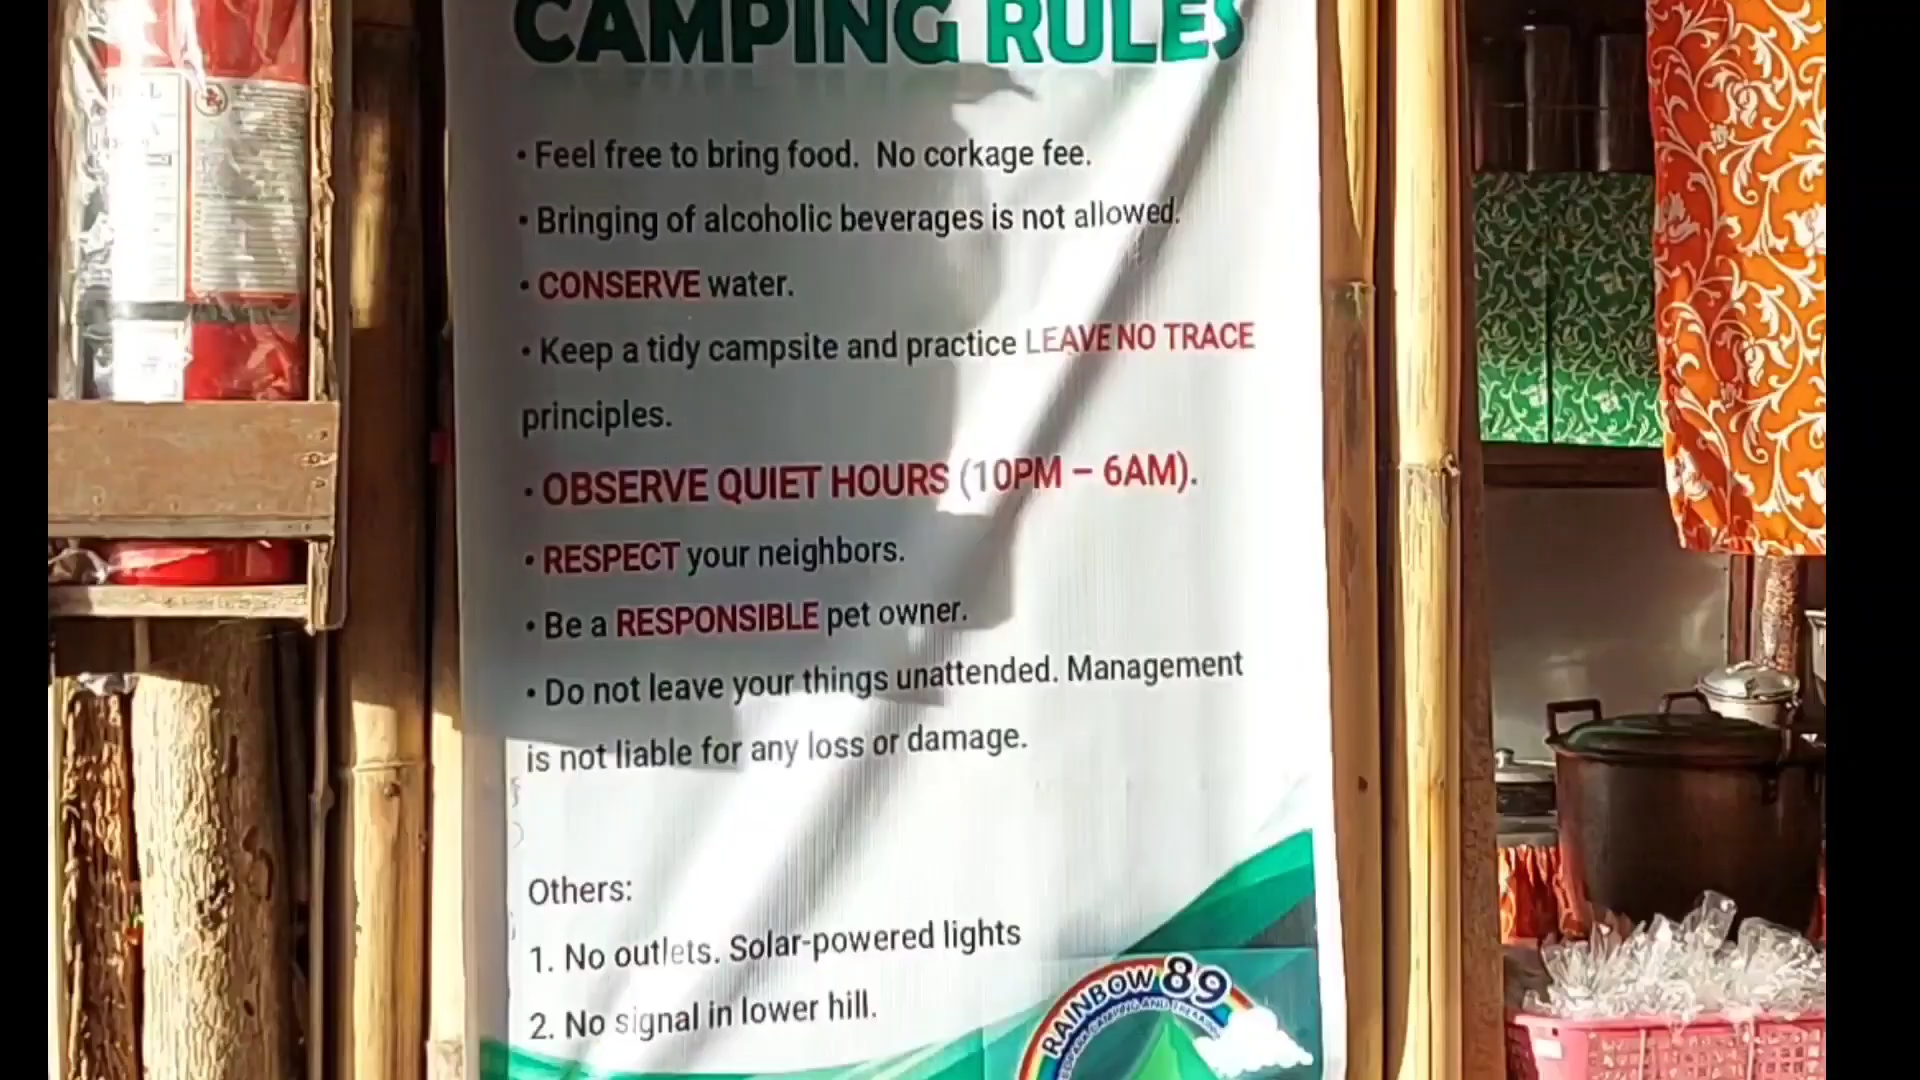 CAMPING RULES
• Feel free to bring food. No corkage fee.
• Bringing of alcoholic beverages is not allowed.
• CONSERVE water.
• Keep a tidy campsite and practice LEAVE NO TRACE
principles.
• OBSERVE QUIET HOURS (10PM – 6AM).
• RESPECT your neighbors.
• Be a RESPONSIBLE pet owner.
• Do not leave your things unattended. Management
is not liable for any loss or damage.
Others:
1. No outlets. Solar-powered lights
2. No signal in lower hill.
RAINBOW 89
CAMPING AND TREKKING